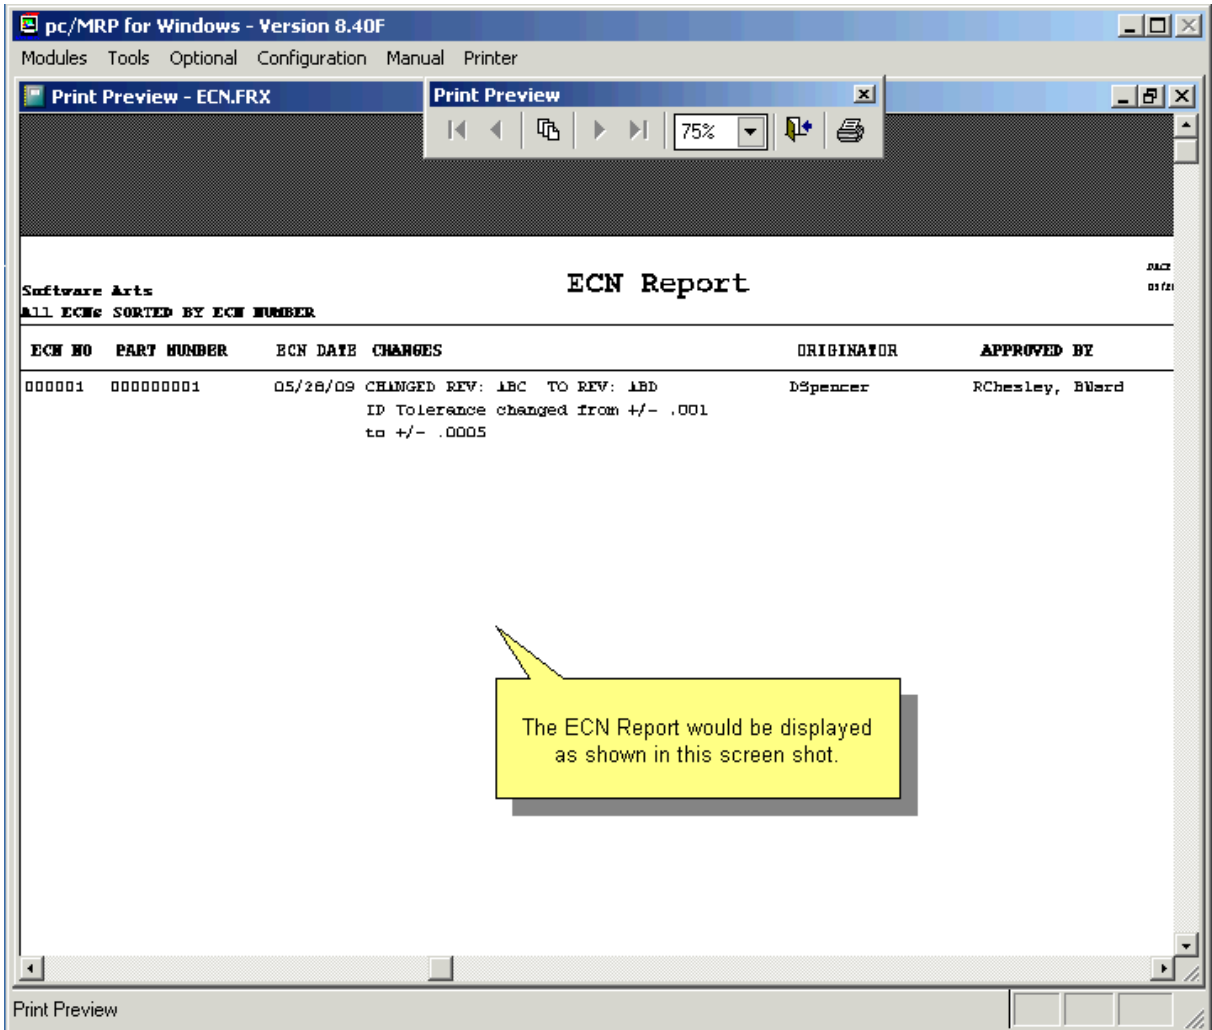 pc/MRP for Windows - Version 8.40F
Modules Tools Optional Configuration Manual Printer
Print Preview - ECN.FRX
Print Preview
75%
ECN Report
Software Arts
All ECNs SORTED BY ECN NUMBER
ECN NO PART NUMBER ECN DATE CHANGES ORIGINATOR APPROVED BY
000001 000000001 05/28/09 CHANGED REV: ABC TO REV: ABD DSpencer RChesley, BWard
ID Tolerance changed from +/- .001
to +/- .0005
The ECN Report would be displayed
as shown in this screen shot.
Print Preview